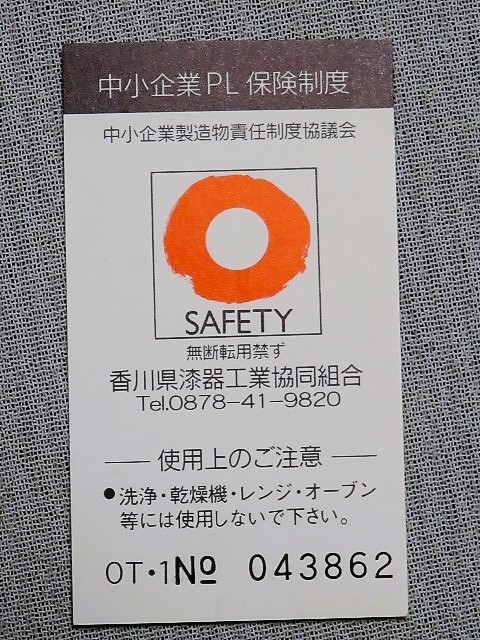 中小企業PL保険制度
中小企業製造物責任制度協議会
SAFETY
無断転用禁ず
香川県漆器工業協同組合
Tel.0878-41-9820
使用上のご注意
●洗浄・乾燥機・レンジ・オーブン
等には使用しないで下さい。
OT・1 No 043862